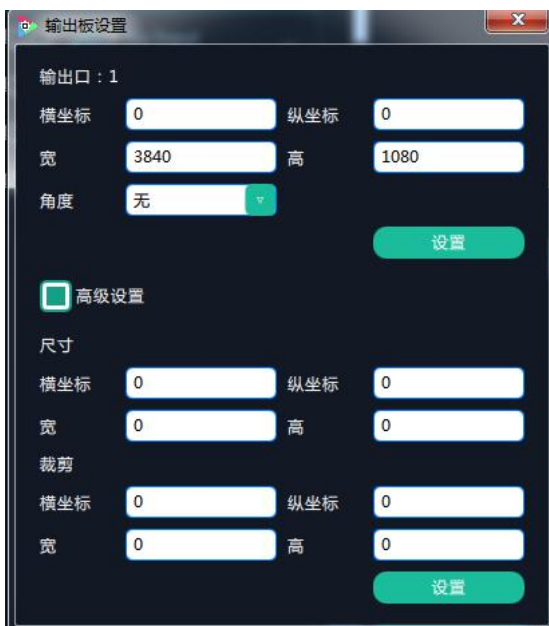 输出板设置
输出口：1
横坐标 0 纵坐标 0
宽 3840 高 1080
角度 无
设置
高级设置
尺寸
横坐标 0 纵坐标 0
宽 0 高 0
裁剪
横坐标 0 纵坐标 0
宽 0 高 0
设置